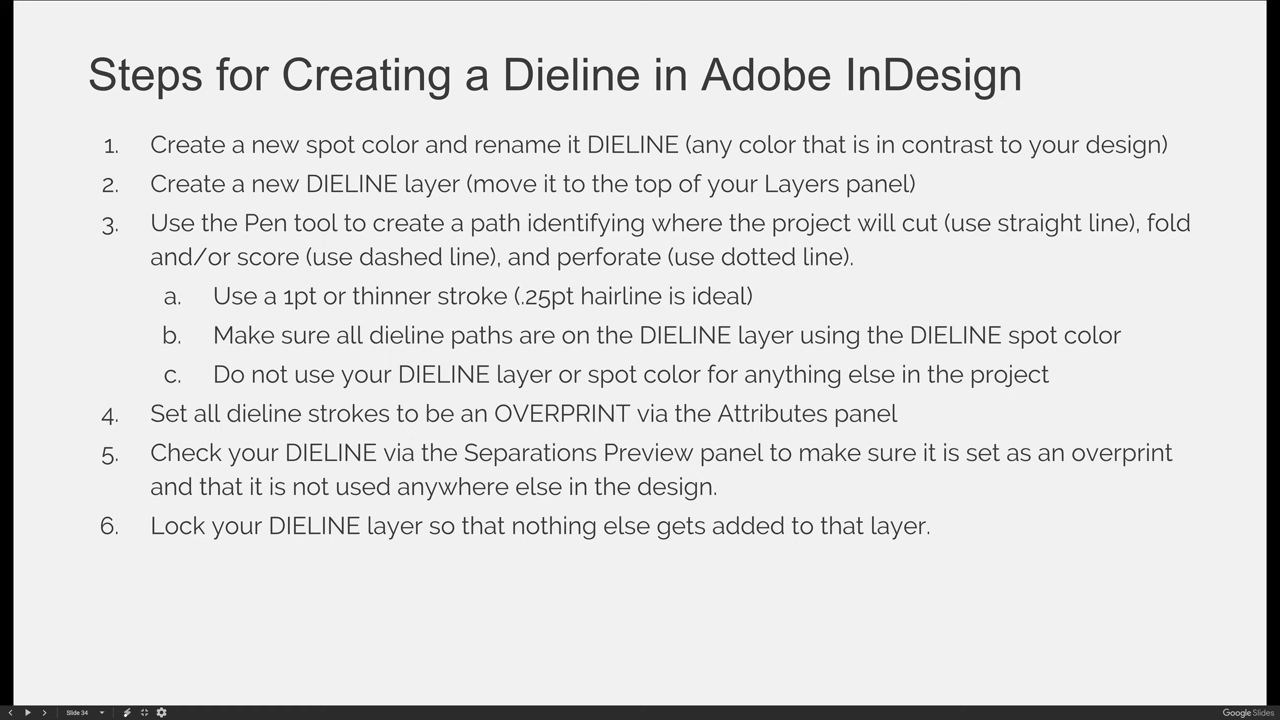 Steps for Creating a Dieline in Adobe InDesign
1. Create a new spot color and rename it DIELINE (any color that is in contrast to your design)
2. Create a new DIELINE layer (move it to the top of your Layers panel)
3. Use the Pen tool to create a path identifying where the project will cut (use straight line), fold
and/or score (use dashed line), and perforate (use dotted line).
a. Use a 1pt or thinner stroke (.25pt hairline is ideal)
b. Make sure all dieline paths are on the DIELINE layer using the DIELINE spot color
c. Do not use your DIELINE layer or spot color for anything else in the project
4. Set all dieline strokes to be an OVERPRINT via the Attributes panel
5. Check your DIELINE via the Separations Preview panel to make sure it is set as an overprint
and that it is not used anywhere else in the design.
6. Lock your DIELINE layer so that nothing else gets added to that layer.
Slide 34
Google Slides